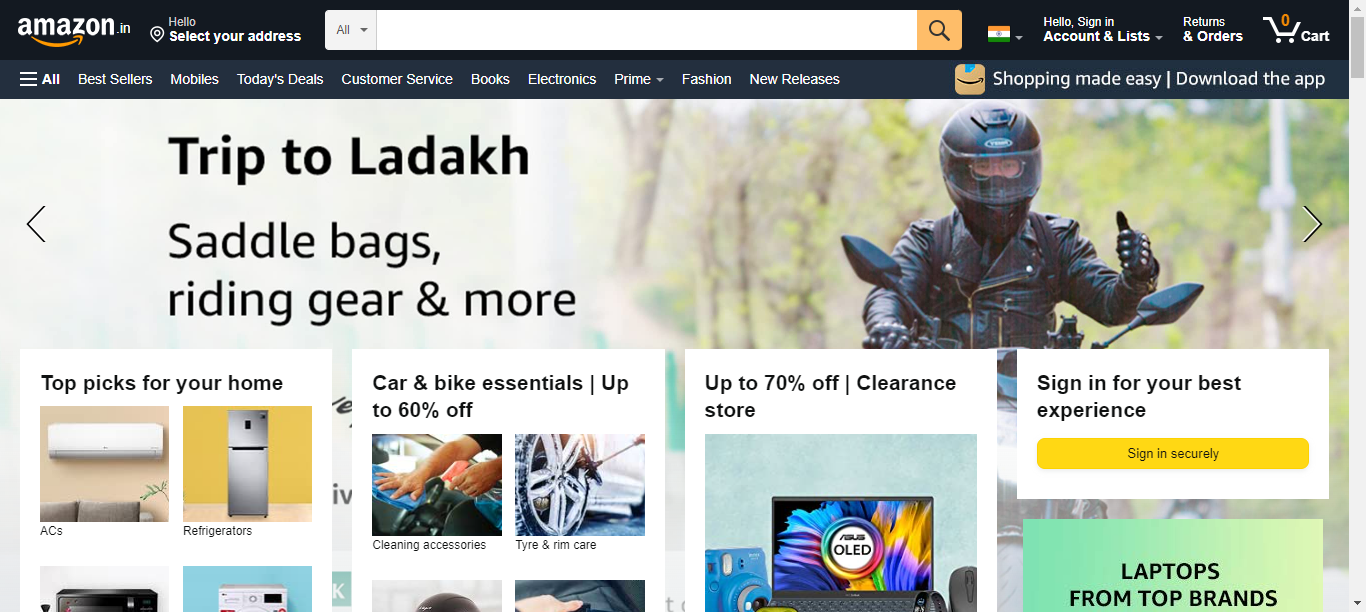 amazon.in
Hello
Select your address
All
Hello, Sign in
Account & Lists
Returns
& Orders
0
Cart
All
Best Sellers
Mobiles
Today's Deals
Customer Service
Books
Electronics
Prime
Fashion
New Releases
Shopping made easy | Download the app
Trip to Ladakh
Saddle bags,
riding gear & more
Top picks for your home
ACs
Refrigerators
Car & bike essentials | Up
to 60% off
Cleaning accessories
Tyre & rim care
Up to 70% off | Clearance
store
ASUS
OLED
Sign in for your best
experience
Sign in securely
LAPTOPS
FROM TOP BRANDS